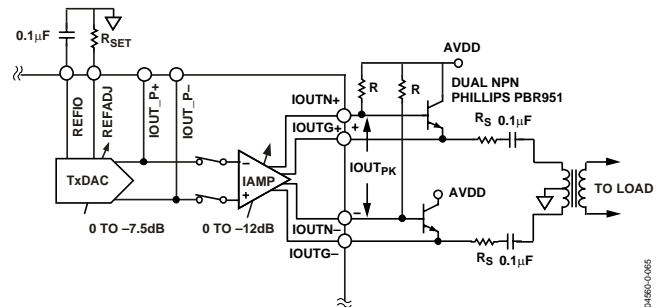 0.1μF
RSET
REFIO
REFADJ
IOUT_P+
IOUT_P–
AVDD
DUAL NPN
PHILLIPS PBR951
IOUTN+
R
R
IOUTG+
+
RS 0.1μF
IOUTPK
TxDAC
–
IAMP
+
TO LOAD
AVDD
0 TO –7.5dB
0 TO –12dB
–
IOUTN–
IOUTG–
RS 0.1μF
04560-0-065